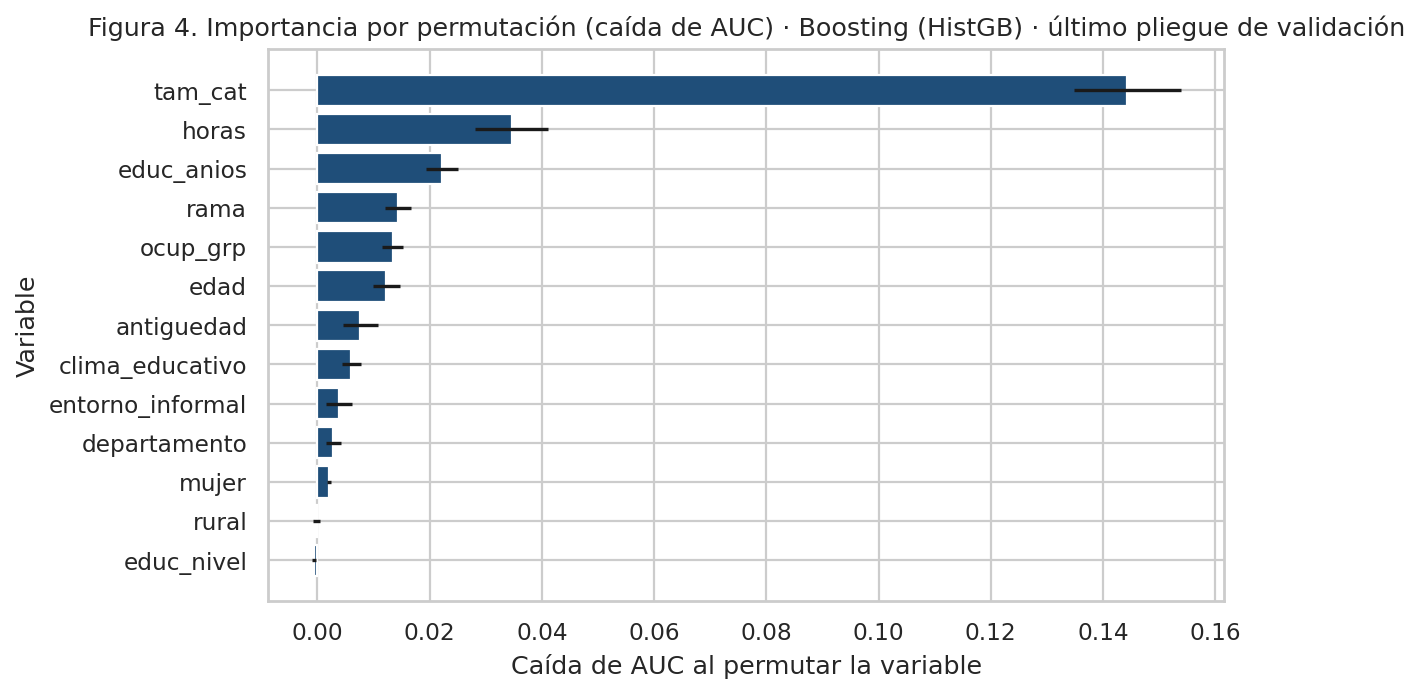 Figura 4. Importancia por permutación (caída de AUC) · Boosting (HistGB) · último pliegue de validación
Variable
tam_cat
horas
educ_anios
rama
ocup_grp
edad
antiguedad
clima_educativo
entorno_informal
departamento
mujer
rural
educ_nivel
0.00 0.02 0.04 0.06 0.08 0.10 0.12 0.14 0.16
Caída de AUC al permutar la variable